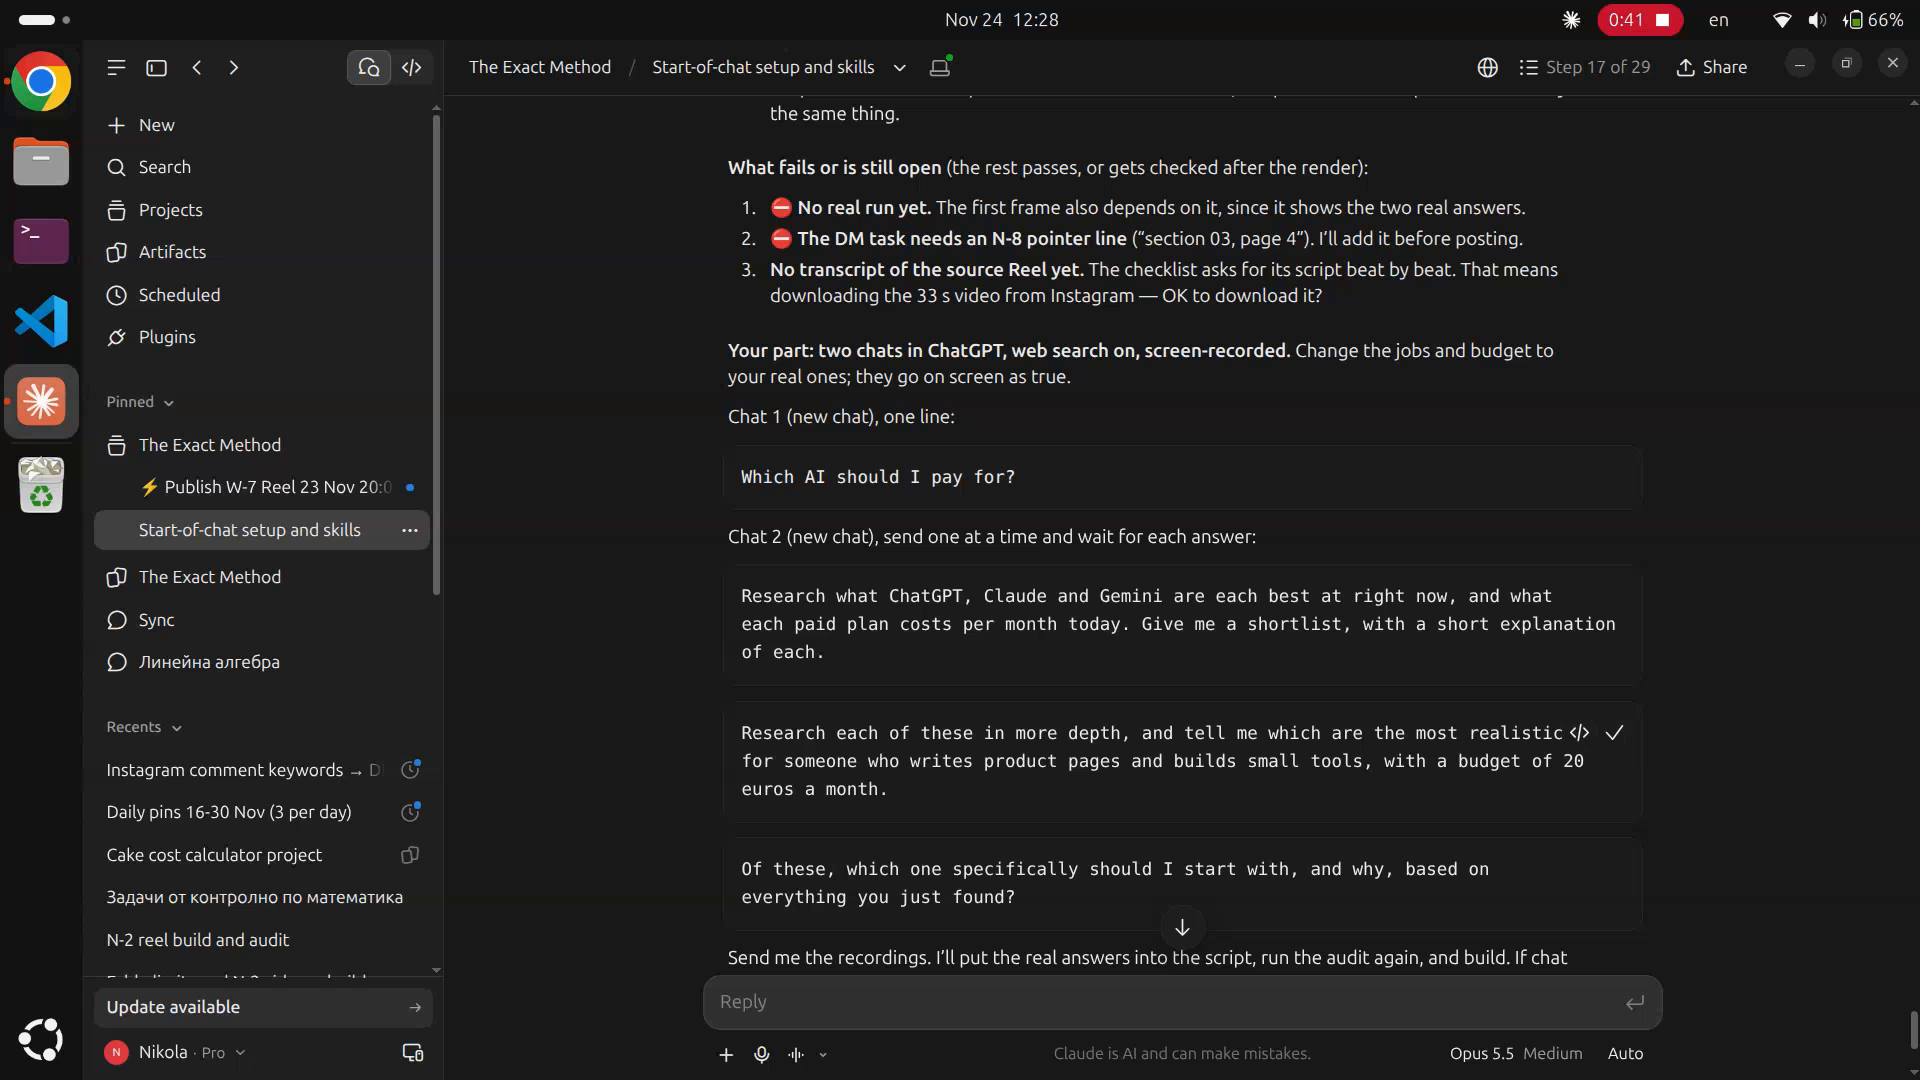 Nov 24 12:28
0:41
en
66%
The Exact Method / Start-of-chat setup and skills
Step 17 of 29
Share
New
Search
Projects
Artifacts
Scheduled
Plugins
Pinned
The Exact Method
⚡ Publish W-7 Reel 23 Nov 20:0
Start-of-chat setup and skills
The Exact Method
Sync
Линейна алгебра
Recents
Instagram comment keywords → D
Daily pins 16-30 Nov (3 per day)
Cake cost calculator project
Задачи от контролно по математика
N-2 reel build and audit
Update available
N Nikola · Pro
the same thing.
What fails or is still open (the rest passes, or gets checked after the render):
1. ⛔ No real run yet. The first frame also depends on it, since it shows the two real answers.
2. ⛔ The DM task needs an N-8 pointer line (“section 03, page 4”). I’ll add it before posting.
3. No transcript of the source Reel yet. The checklist asks for its script beat by beat. That means
downloading the 33 s video from Instagram — OK to download it?
Your part: two chats in ChatGPT, web search on, screen-recorded. Change the jobs and budget to
your real ones; they go on screen as true.
Chat 1 (new chat), one line:
Which AI should I pay for?
Chat 2 (new chat), send one at a time and wait for each answer:
Research what ChatGPT, Claude and Gemini are each best at right now, and what
each paid plan costs per month today. Give me a shortlist, with a short explanation
of each.
Research each of these in more depth, and tell me which are the most realistic
for someone who writes product pages and builds small tools, with a budget of 20
euros a month.
Of these, which one specifically should I start with, and why, based on
everything you just found?
Send me the recordings. I’ll put the real answers into the script, run the audit again, and build. If chat
Reply
Claude is AI and can make mistakes.
Opus 5.5 Medium
Auto